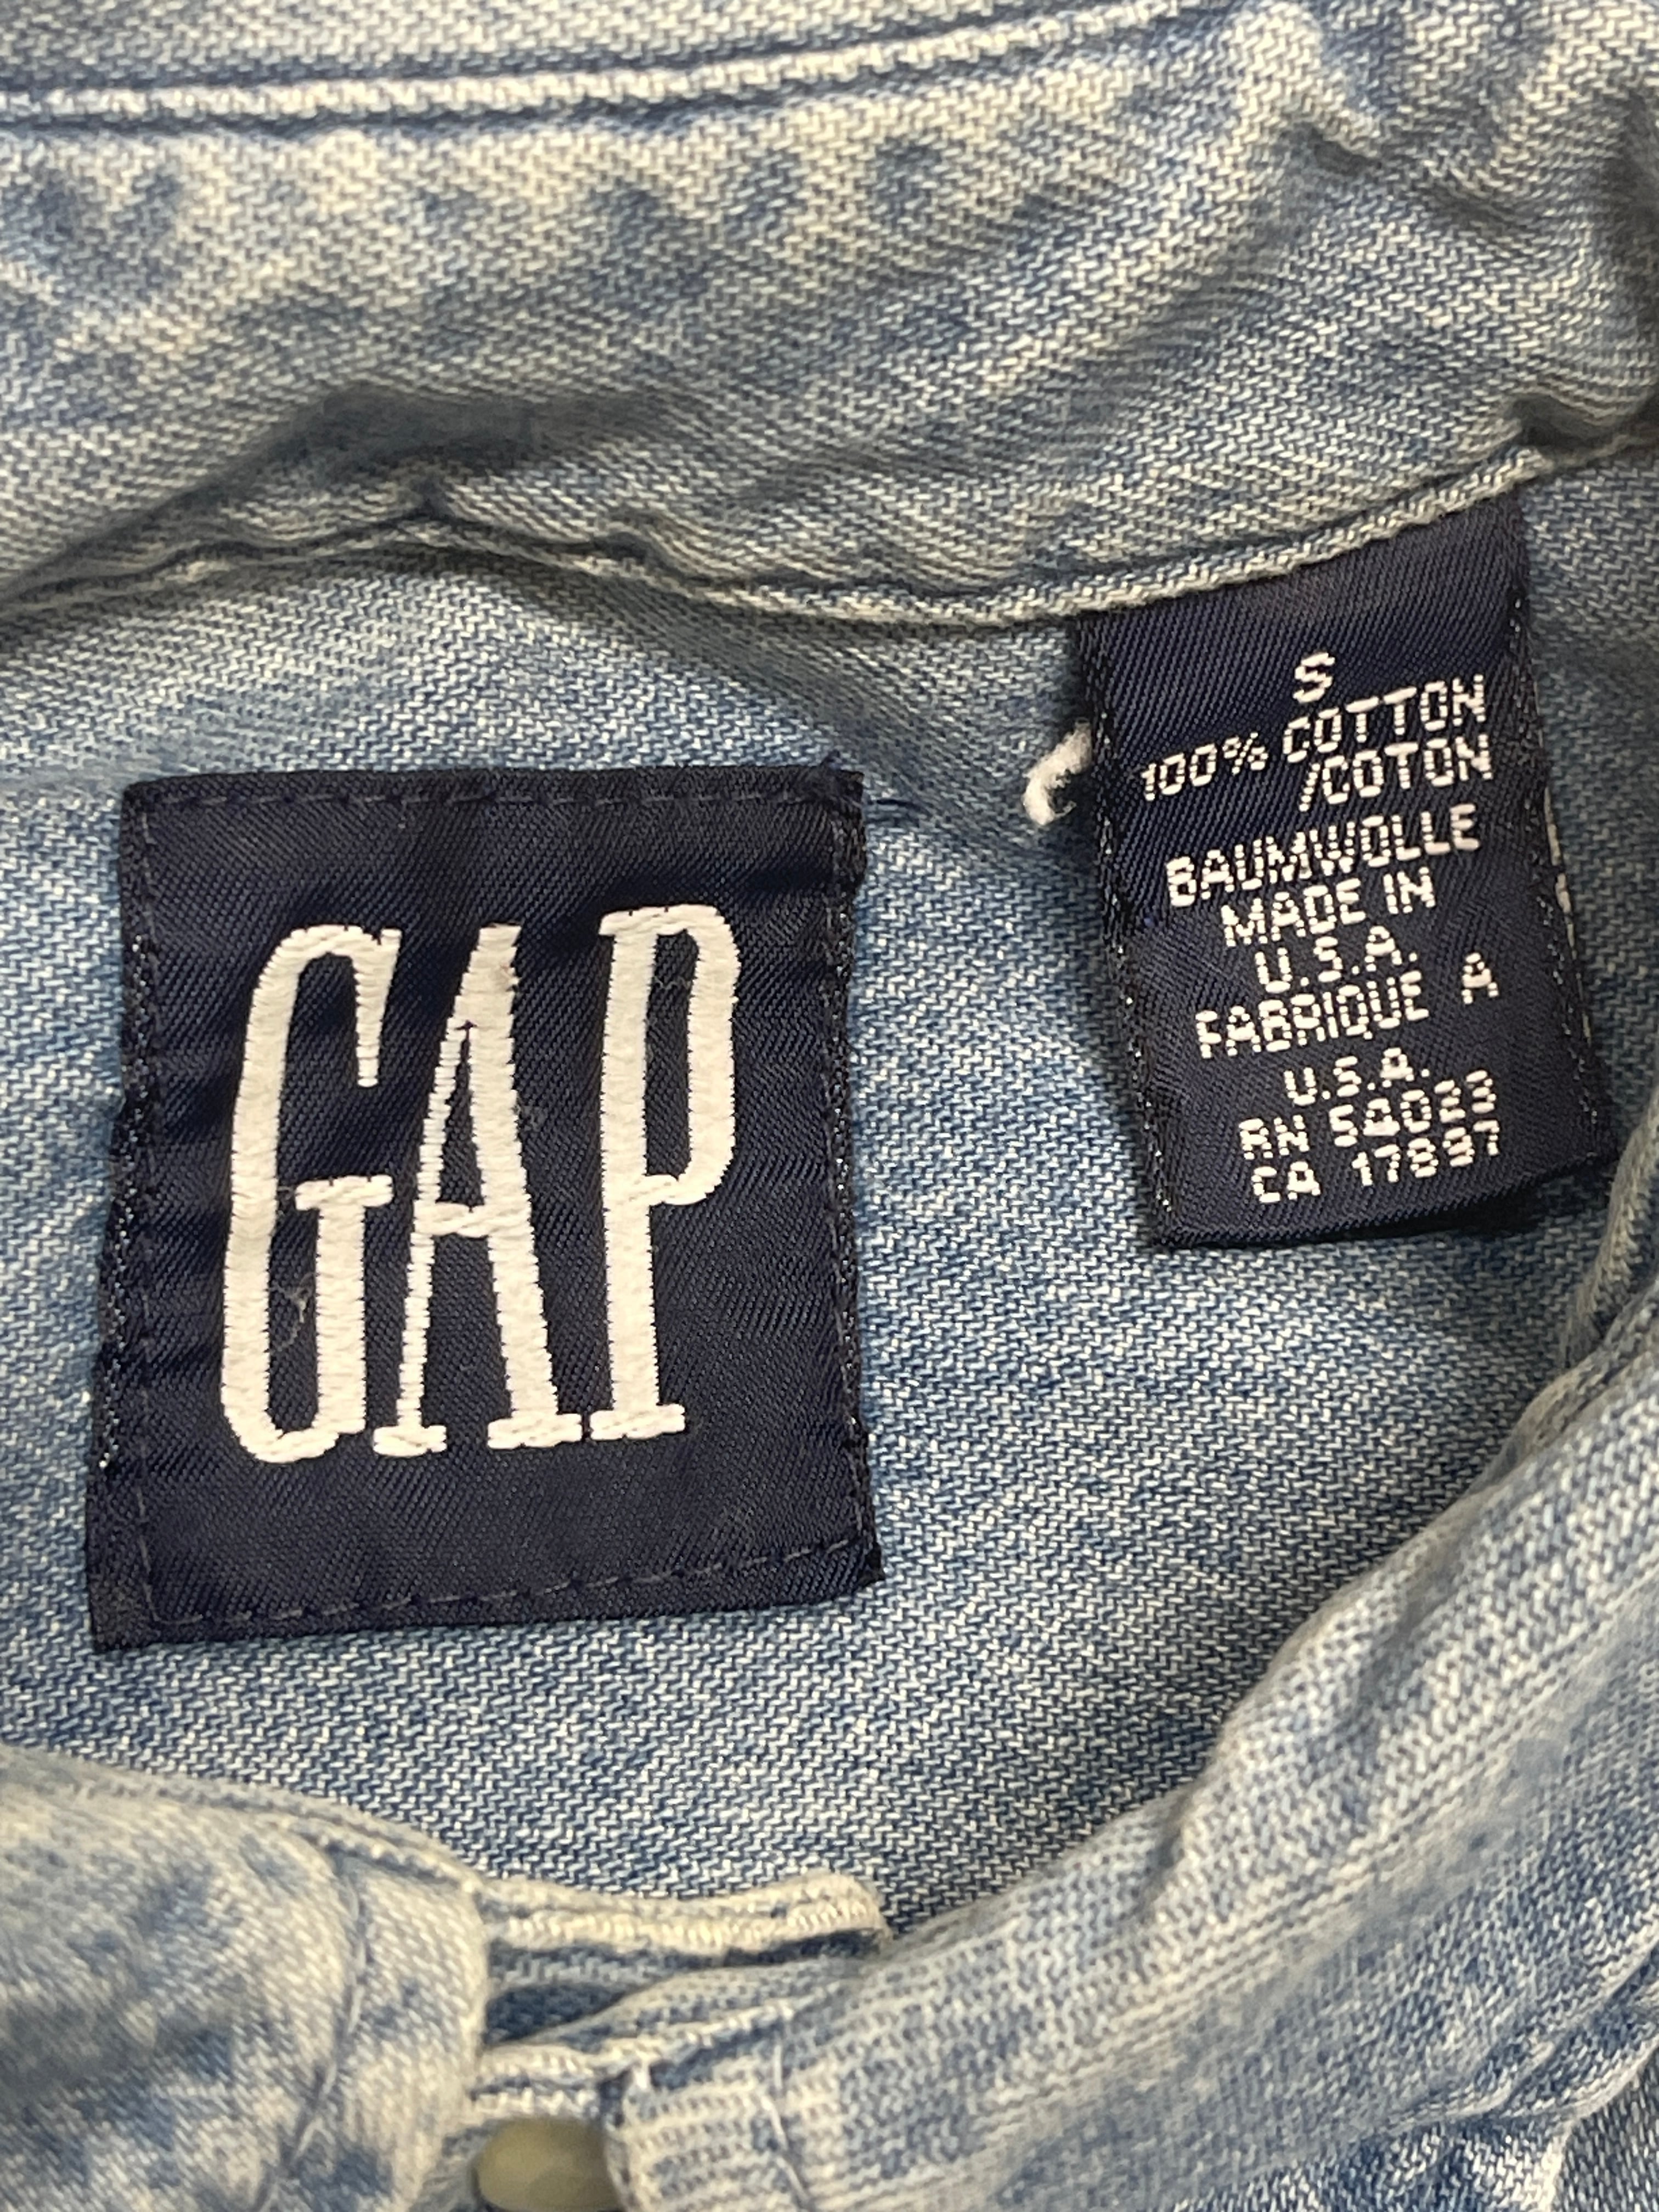 GAP
S
100% COTTON
/COTON
BAUMWOLLE
MADE IN
U.S.A.
FABRIQUE A
U.S.A.
RN 54023
CA 17897